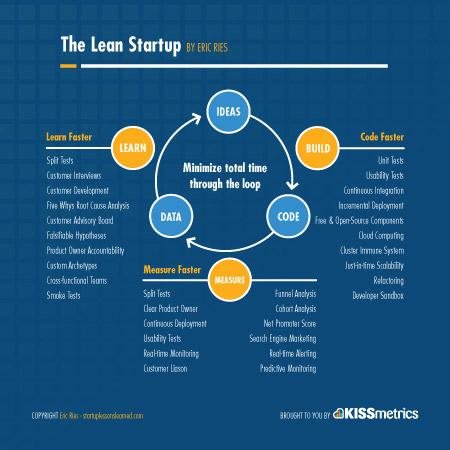 The Lean Startup BY ERIC RIES
IDEAS
Learn Faster
LEARN
BUILD
Code Faster
Minimize total time
through the loop
Split Tests
Customer Interviews
Customer Development
Five Whys Root Cause Analysis
Customer Advisory Board
Falsifiable Hypotheses
Product Owner Accountability
Custom Archetypes
Cross-functional Teams
Smoke Tests
DATA
CODE
Unit Tests
Usability Tests
Continuous Integration
Incremental Deployment
Free & Open-Source Components
Cloud Computing
Cluster Immune System
Just-in-time Scalability
Refactoring
Developer Sandbox
Measure Faster
MEASURE
Split Tests
Clear Product Owner
Continuous Deployment
Usability Tests
Real-time Monitoring
Customer Liason
Funnel Analysis
Cohort Analysis
Net Promoter Score
Search Engine Marketing
Real-time Alerting
Predictive Monitoring
COPYRIGHT Eric Ries - startuplessonslearned.com
BROUGHT TO YOU BY KISSmetrics